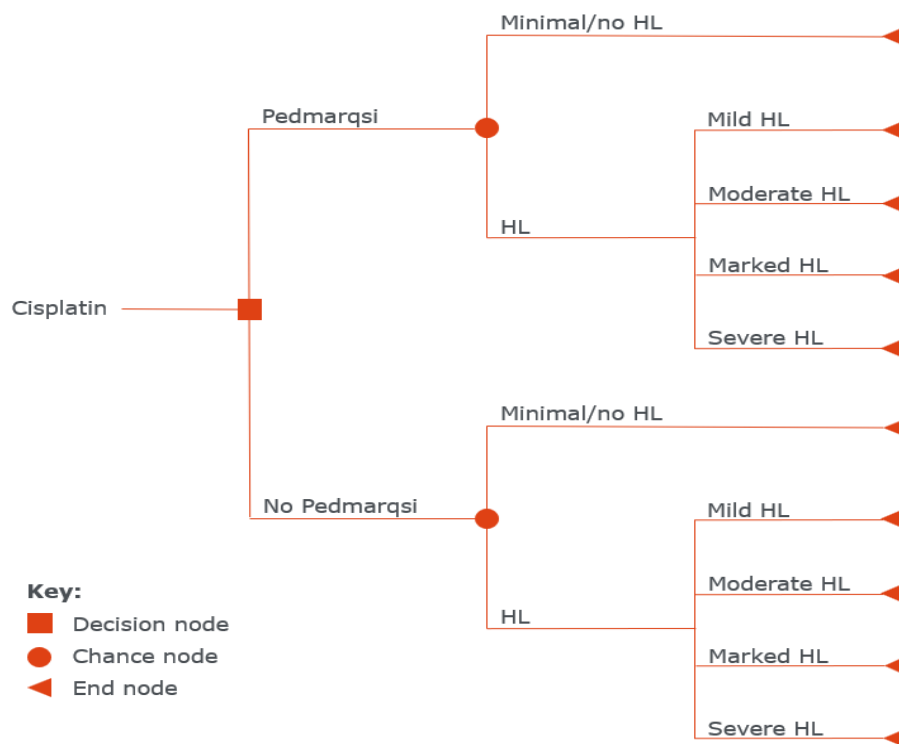 Minimal/no HL
Pedmarqsi
Mild HL
Moderate HL
HL
Marked HL
Cisplatin
Severe HL
Minimal/no HL
No Pedmarqsi
Mild HL
Key:
Moderate HL
Decision node
HL
Chance node
Marked HL
End node
Severe HL